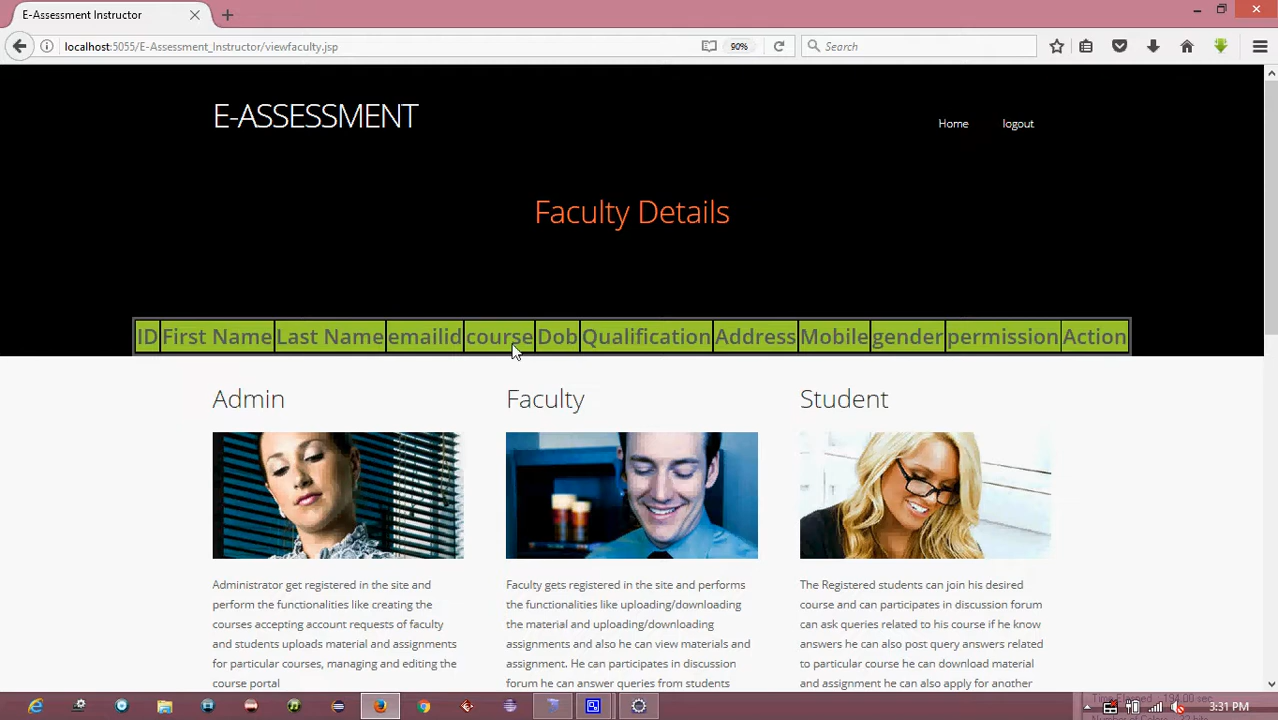 E-Assessment Instructor
localhost:5055/E-Assessment_Instructor/viewfaculty.jsp
90%
Search
E-ASSESSMENT
Home
logout
Faculty Details
ID First Name Last Name emailid course Dob Qualification Address Mobile gender permission Action
Admin
Faculty
Student
Administrator get registered in the site and
perform the functionalities like creating the
courses accepting account requests of faculty
and students uploads material and assignments
for particular courses, managing and editing the
course portal
Faculty gets registered in the site and performs
the functionalities like uploading/downloading
the material and uploading/downloading
assignments and also he can view materials and
assignment. He can participates in discussion
forum he can answer queries from students
The Registered students can join his desired
course and can participates in discussion forum
can ask queries related to his course if he know
answers he can also post query answers related
to particular course he can download material
and assignment he can also apply for another
Time Elapsed 194.00 sec
3:31 PM